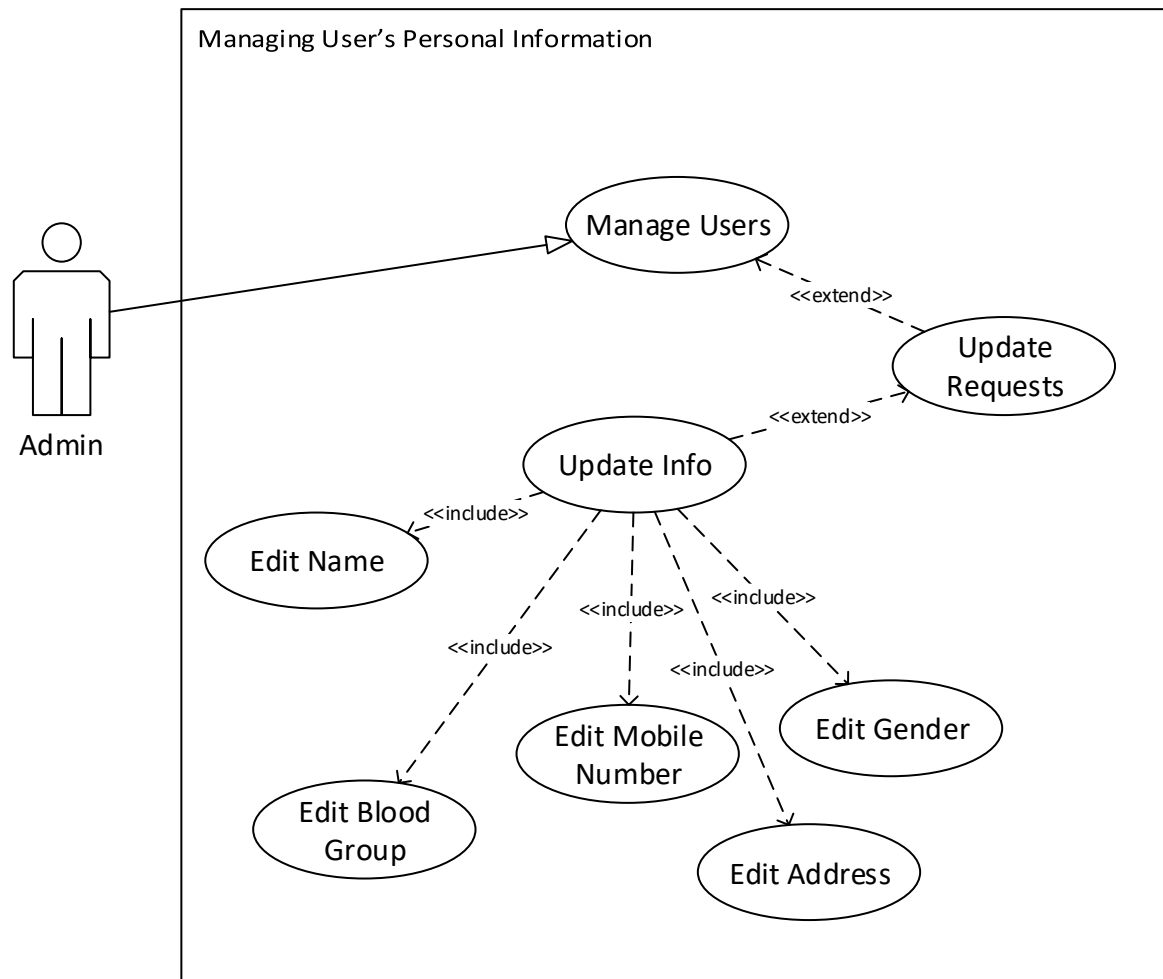 Managing User’s Personal Information
Manage Users
<<extend>>
Update
Requests
<<extend>>
Admin
Update Info
<<include>>
Edit Name
<<include>>
<<include>>
<<include>>
<<include>>
Edit Gender
Edit Mobile
Number
Edit Blood
Group
Edit Address